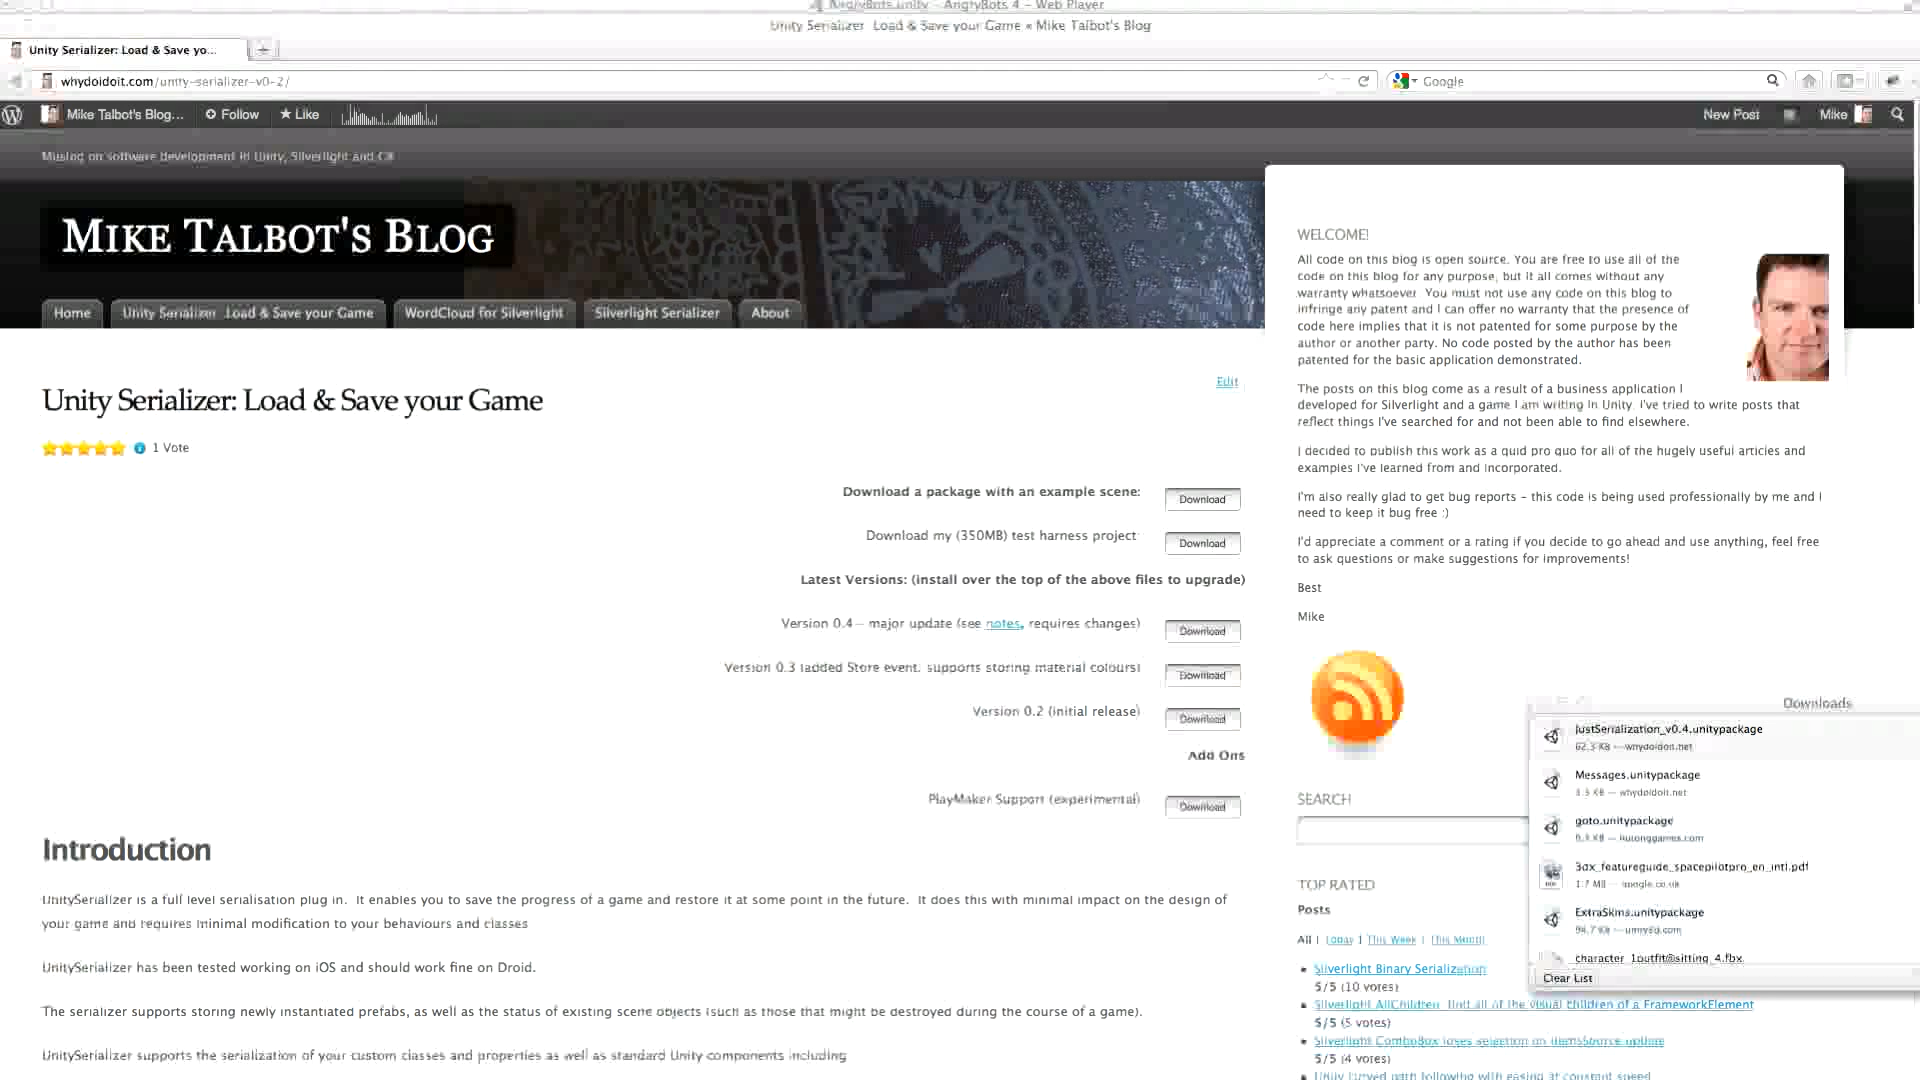 AngryBots.unity - AngryBots 4 - Web Player
Unity Serializer: Load & Save your Game « Mike Talbot's Blog
Unity Serializer: Load & Save yo...
whydoidoit.com/unity-serializer-v0-2/
Google
Mike Talbot's Blog...
Follow
Like
New Post
Mike
Musing on software development in Unity, Silverlight and C#
MIKE TALBOT'S BLOG
Home
Unity Serializer: Load & Save your Game
WordCloud for Silverlight
Silverlight Serializer
About
Unity Serializer: Load & Save your Game
Edit
1 Vote
Download a package with an example scene:
Download
Download my (350MB) test harness project:
Download
Latest Versions: (install over the top of the above files to upgrade)
Version 0.4 – major update (see notes, requires changes)
Download
Version 0.3 (added Store event, supports storing material colours)
Download
Version 0.2 (initial release)
Download
Add Ons
PlayMaker Support (experimental)
Download
Introduction
UnitySerializer is a full level serialisation plug in. It enables you to save the progress of a game and restore it at some point in the future. It does this with minimal impact on the design of
your game and requires minimal modification to your behaviours and classes
UnitySerializer has been tested working on iOS and should work fine on Droid.
The serializer supports storing newly instantiated prefabs, as well as the status of existing scene objects (such as those that might be destroyed during the course of a game).
UnitySerializer supports the serialization of your custom classes and properties as well as standard Unity components including
WELCOME!
All code on this blog is open source. You are free to use all of the
code on this blog for any purpose, but it all comes without any
warranty whatsoever. You must not use any code on this blog to
infringe any patent and I can offer no warranty that the presence of
code here implies that it is not patented for some purpose by the
author or another party. No code posted by the author has been
patented for the basic application demonstrated.
The posts on this blog come as a result of a business application I
developed for Silverlight and a game I am writing in Unity. I've tried to write posts that
reflect things I've searched for and not been able to find elsewhere.
I decided to publish this work as a quid pro quo for all of the hugely useful articles and
examples I've learned from and incorporated.
I'm also really glad to get bug reports – this code is being used professionally by me and I
need to keep it bug free :)
I'd appreciate a comment or a rating if you decide to go ahead and use anything, feel free
to ask questions or make suggestions for improvements!
Best
Mike
SEARCH
TOP RATED
Posts
All | Today | This Week | This Month
Silverlight Binary Serialization
5/5 (10 votes)
Silverlight AllChildren, find all of the visual children of a FrameworkElement
5/5 (5 votes)
Silverlight ComboBox loses selection on ItemsSource update
5/5 (4 votes)
Unity curved path following with easing at constant speed
Downloads
JustSerialization_v0.4.unitypackage
62.3 KB — whydoidoit.net
Messages.unitypackage
3.3 KB — whydoidoit.net
goto.unitypackage
6.3 KB — hutonggames.com
3dx_featureguide_spacepilotpro_en_intl.pdf
1.7 MB — google.co.uk
ExtraSkins.unitypackage
94.7 KB — unity3d.com
character_1outfit@sitting_4.fbx
Clear List